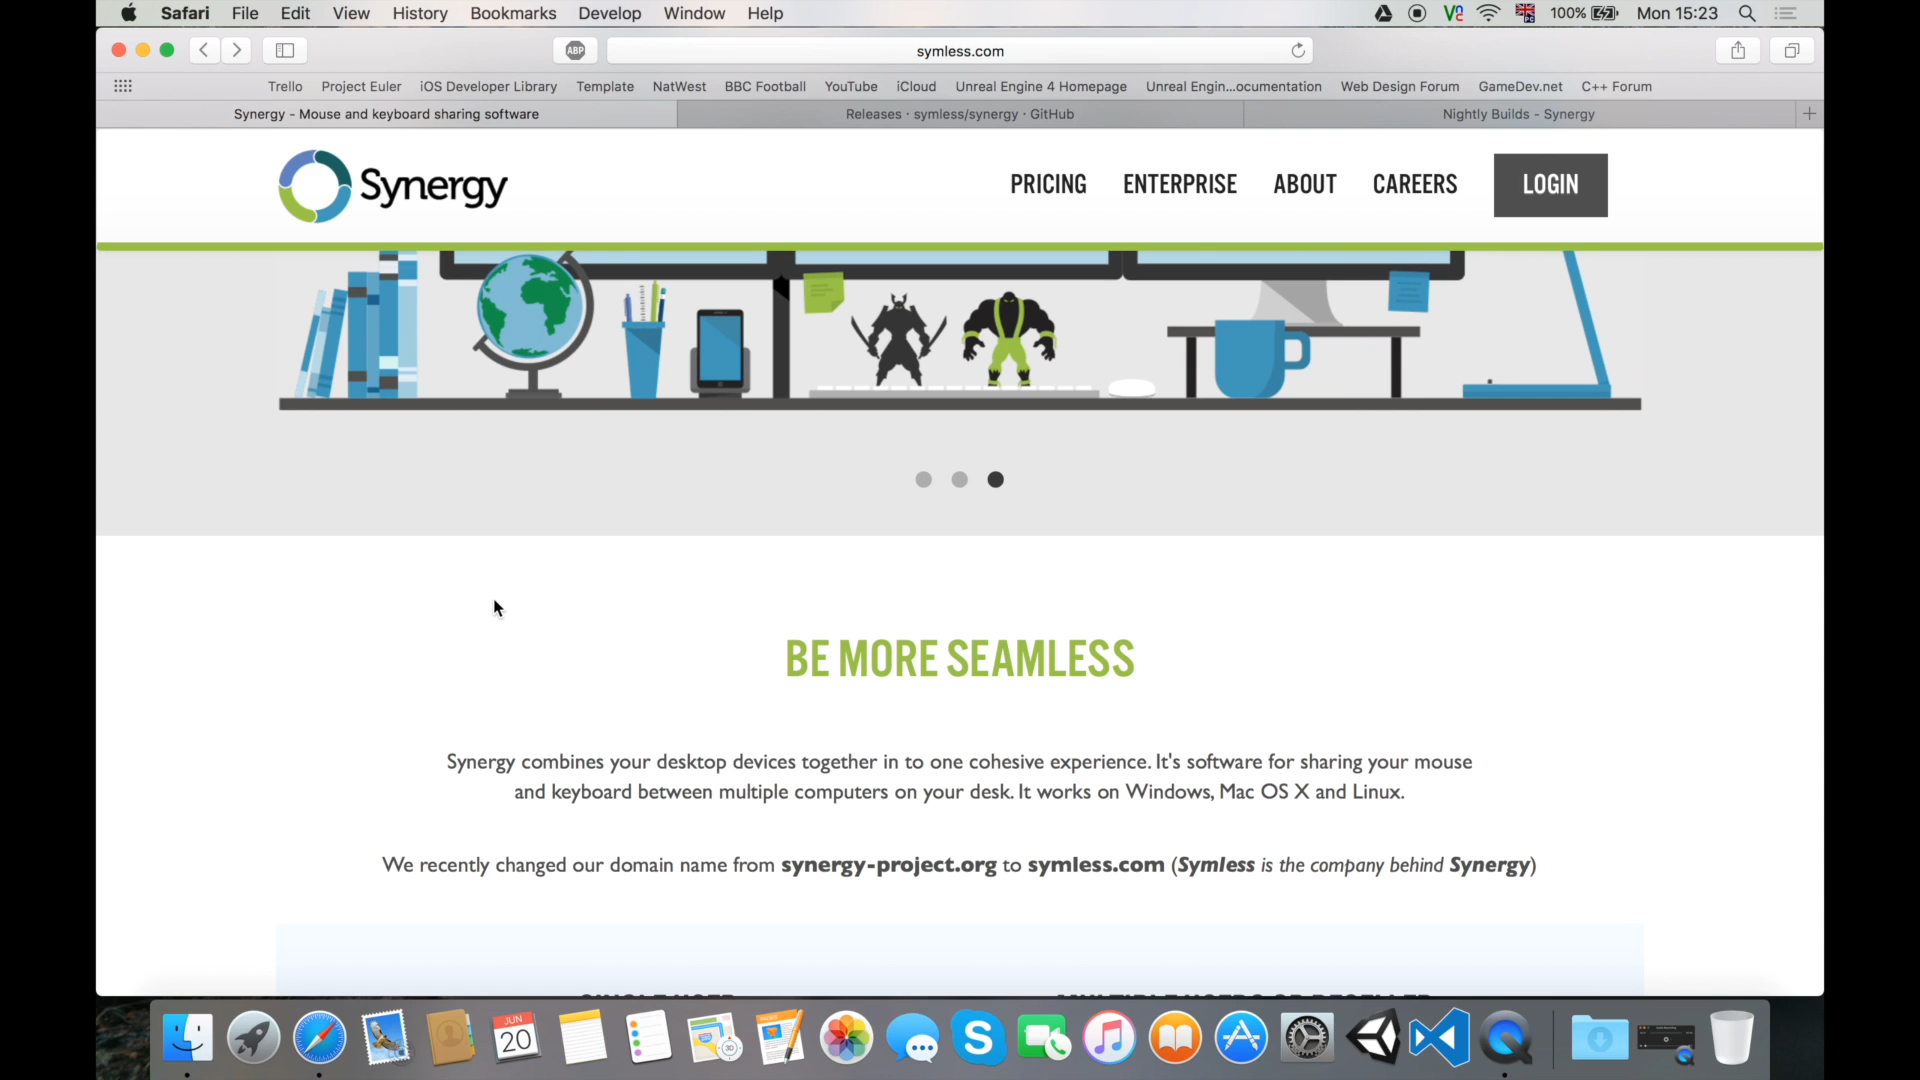 Safari File Edit View History Bookmarks Develop Window Help 100% Mon 15:23
ABP symless.com
Trello Project Euler iOS Developer Library Template NatWest BBC Football YouTube iCloud Unreal Engine 4 Homepage Unreal Engin...ocumentation Web Design Forum GameDev.net C++ Forum
Synergy - Mouse and keyboard sharing software Releases · symless/synergy · GitHub Nightly Builds - Synergy
Synergy PRICING ENTERPRISE ABOUT CAREERS LOGIN
BE MORE SEAMLESS
Synergy combines your desktop devices together in to one cohesive experience. It's software for sharing your mouse
and keyboard between multiple computers on your desk. It works on Windows, Mac OS X and Linux.
We recently changed our domain name from synergy-project.org to symless.com (Symless is the company behind Synergy)
JUN
20
PAGES
3D